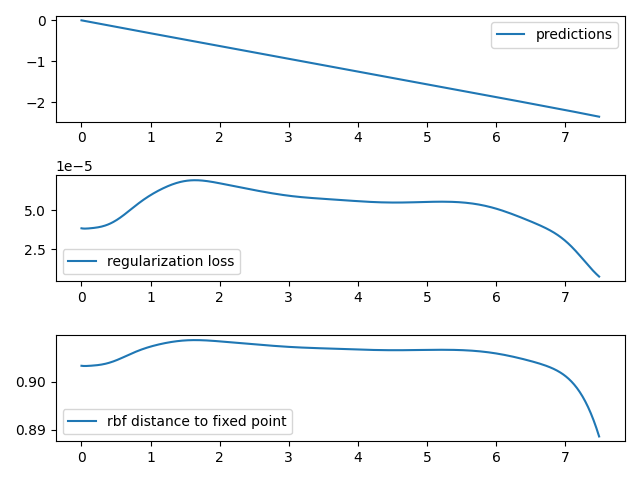 0
−1
−2
predictions
0 1 2 3 4 5 6 7
1e−5
5.0
2.5
regularization loss
0 1 2 3 4 5 6 7
0.90
0.89
rbf distance to fixed point
0 1 2 3 4 5 6 7